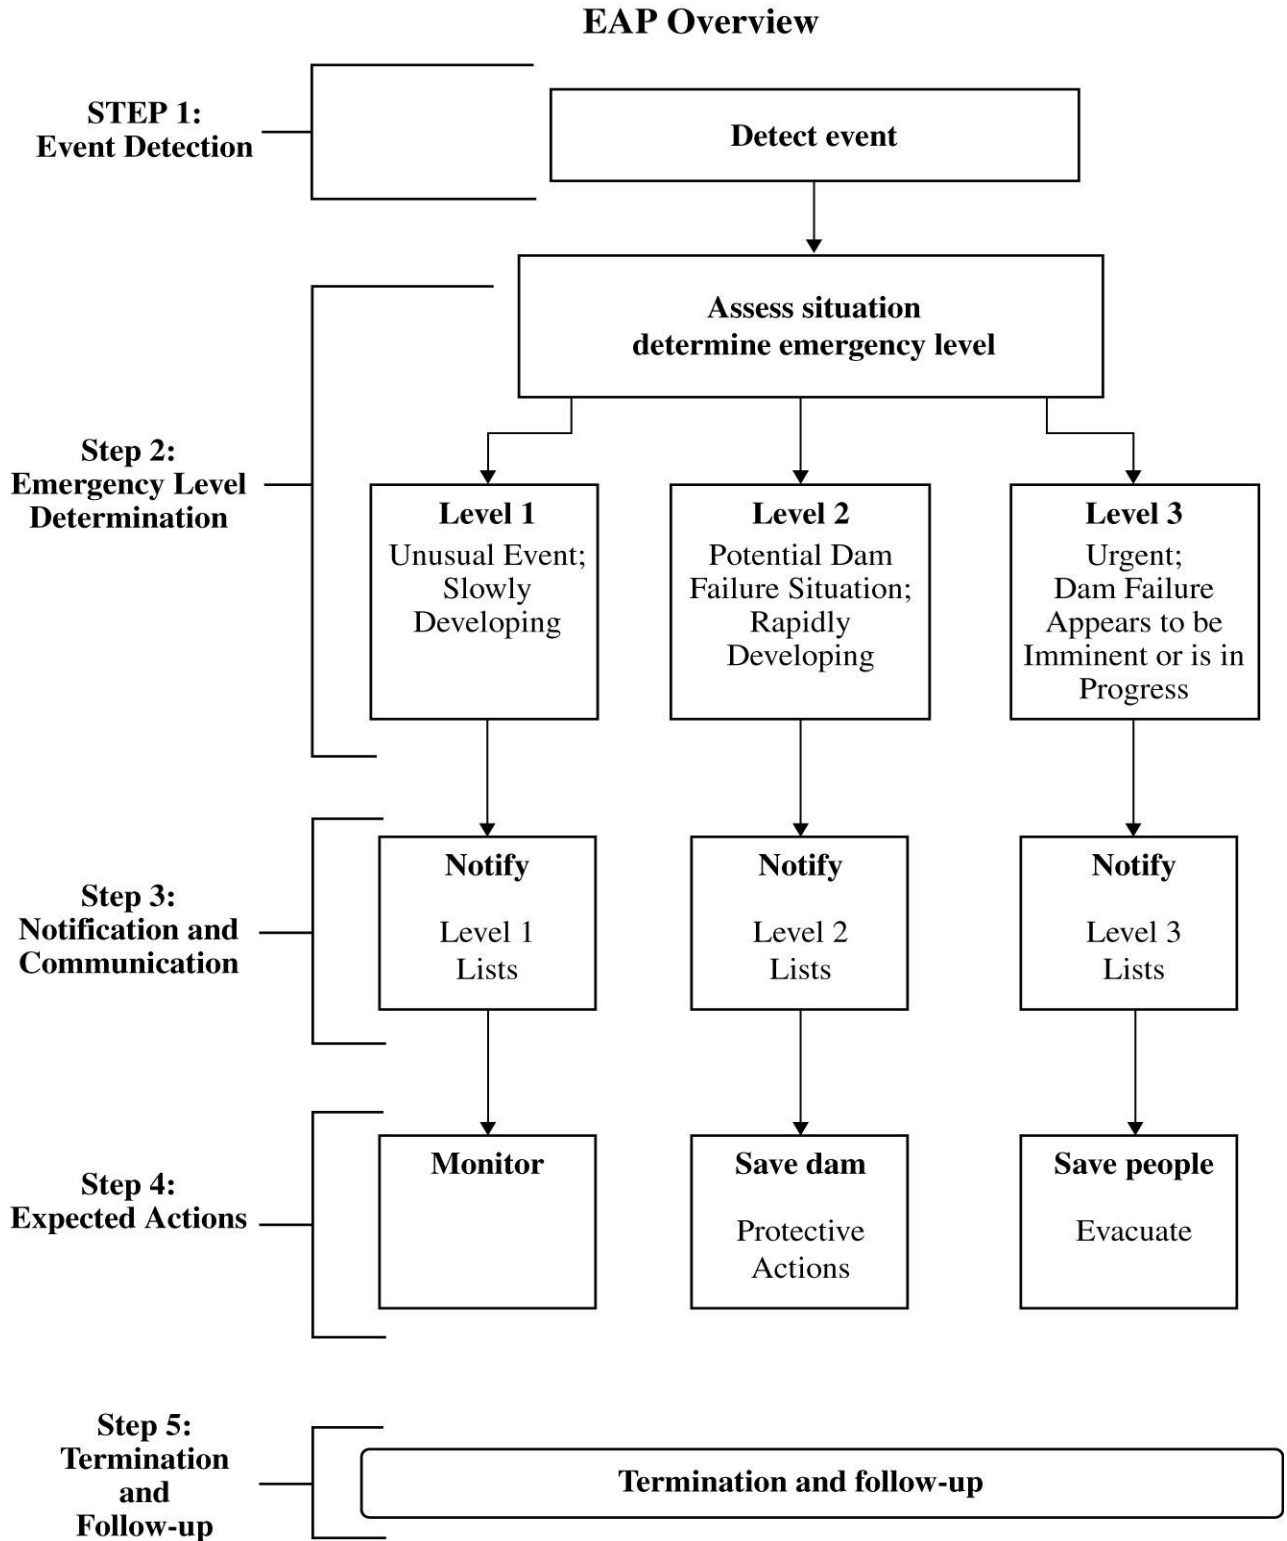 EAP Overview
STEP 1:
Event Detection
Detect event
Assess situation
determine emergency level
Step 2:
Emergency Level
Determination
Level 1
Unusual Event;
Slowly
Developing
Level 2
Potential Dam
Failure Situation;
Rapidly
Developing
Level 3
Urgent;
Dam Failure
Appears to be
Imminent or is in
Progress
Step 3:
Notification and
Communication
Notify
Level 1
Lists
Notify
Level 2
Lists
Notify
Level 3
Lists
Step 4:
Expected Actions
Monitor
Save dam
Protective
Actions
Save people
Evacuate
Step 5:
Termination
and
Follow-up
Termination and follow-up